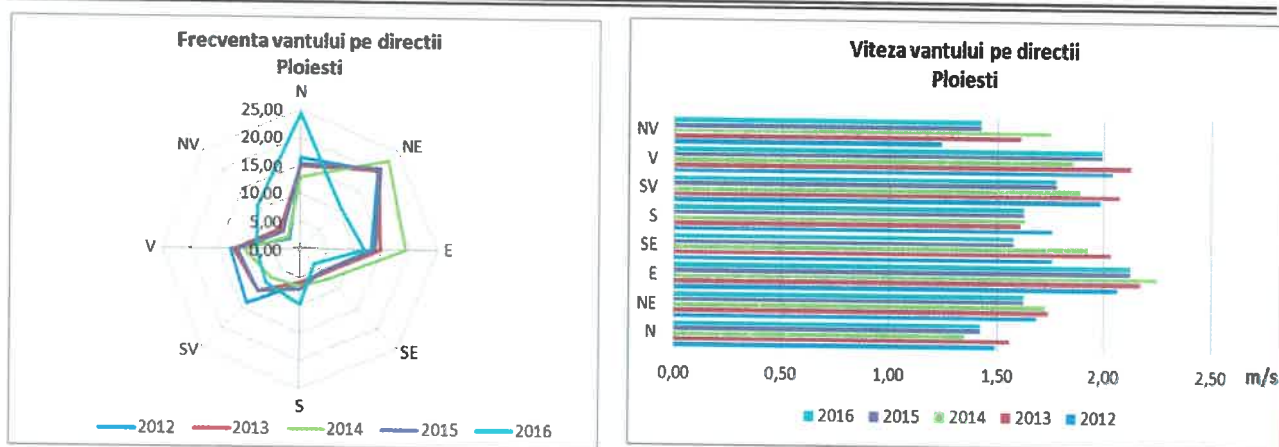 Frecventa vantului pe directii
Ploiesti
N
25,00
20,00
15,00
10,00
5,00
0,00
NV
NE
V
E
SV
SE
S
2012 2013 2014 2015 2016
Viteza vantului pe directii
Ploiesti
NV
V
SV
S
SE
E
NE
N
0,00 0,50 1,00 1,50 2,00 2,50 m/s
2016 2015 2014 2013 2012